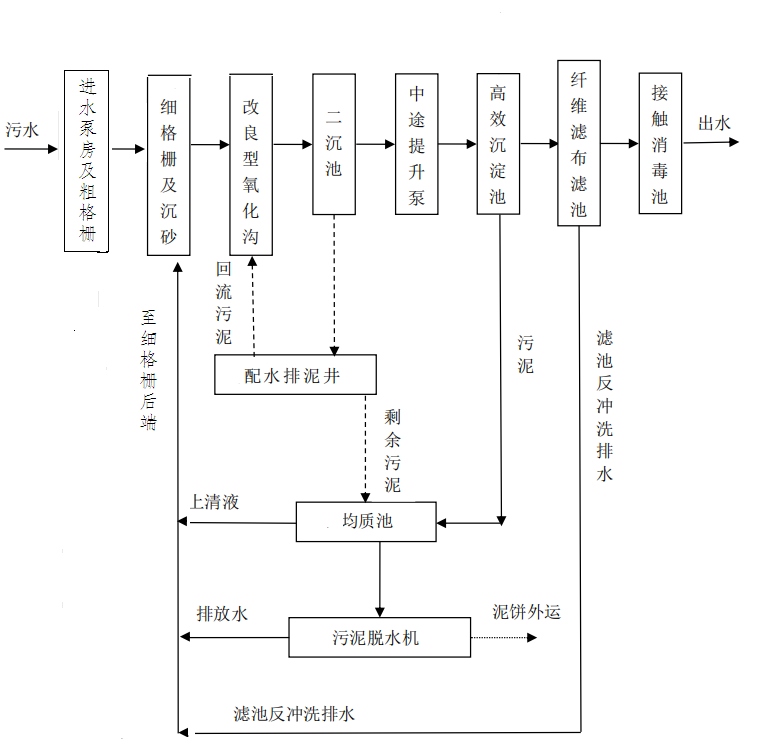 污水
进水泵房及粗格栅
细格栅及沉砂
改良型氧化沟
二沉池
中途提升泵
高效沉淀池
纤维滤布滤池
接触消毒池
出水
回流污泥
至细格栅后端
配水排泥井
剩余污泥
污泥
滤池反冲洗排水
上清液
均质池
排放水
污泥脱水机
泥饼外运
滤池反冲洗排水